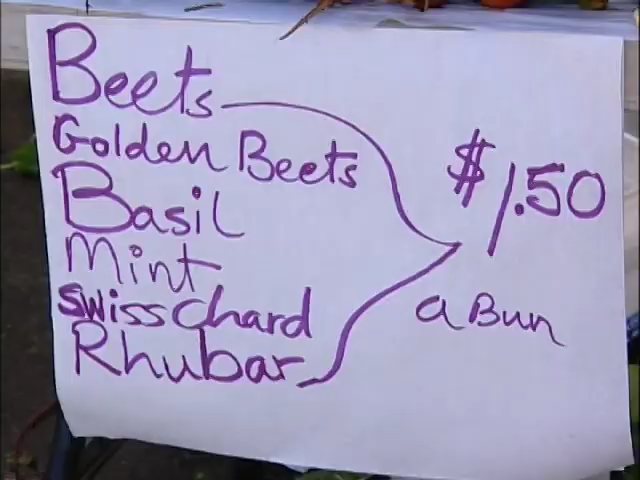 Beets
Golden Beets
Basil
Mint
Swiss Chard
Rhubar
$1.50
a Bun